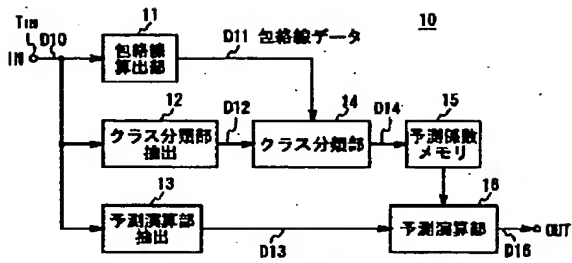 10
TIN
IN
D10
11
包絡線
算出部
D11 包絡線データ
12
クラス分類部
抽出
D12
14
クラス分類部
D14
15
予測係数
メモリ
13
予測演算部
抽出
D13
16
予測演算部
D16
OUT